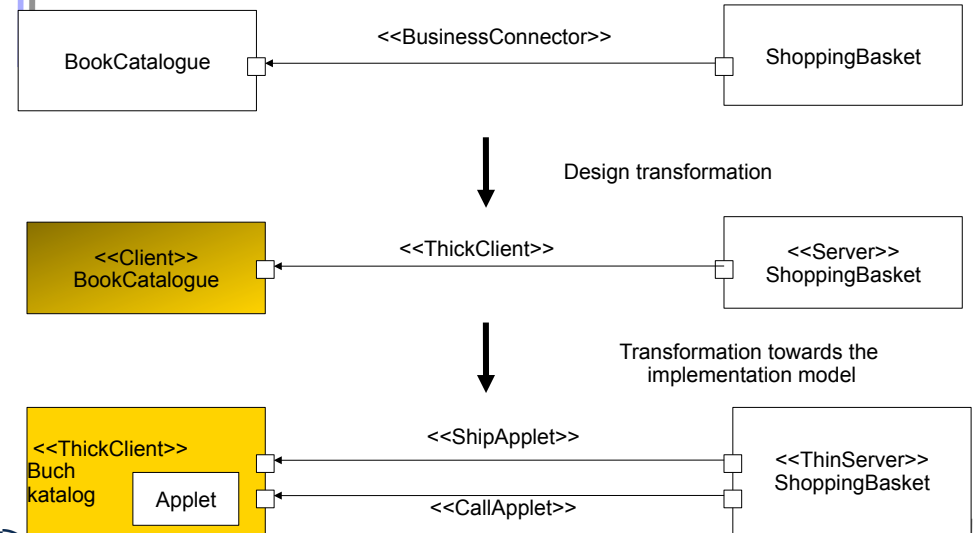 <<BusinessConnector>>
BookCatalogue
ShoppingBasket
Design transformation
<<Client>>
BookCatalogue
<<ThickClient>>
<<Server>>
ShoppingBasket
Transformation towards the
implementation model
<<ThickClient>>
Buch
katalog
Applet
<<ShipApplet>>
<<CallApplet>>
<<ThinServer>>
ShoppingBasket